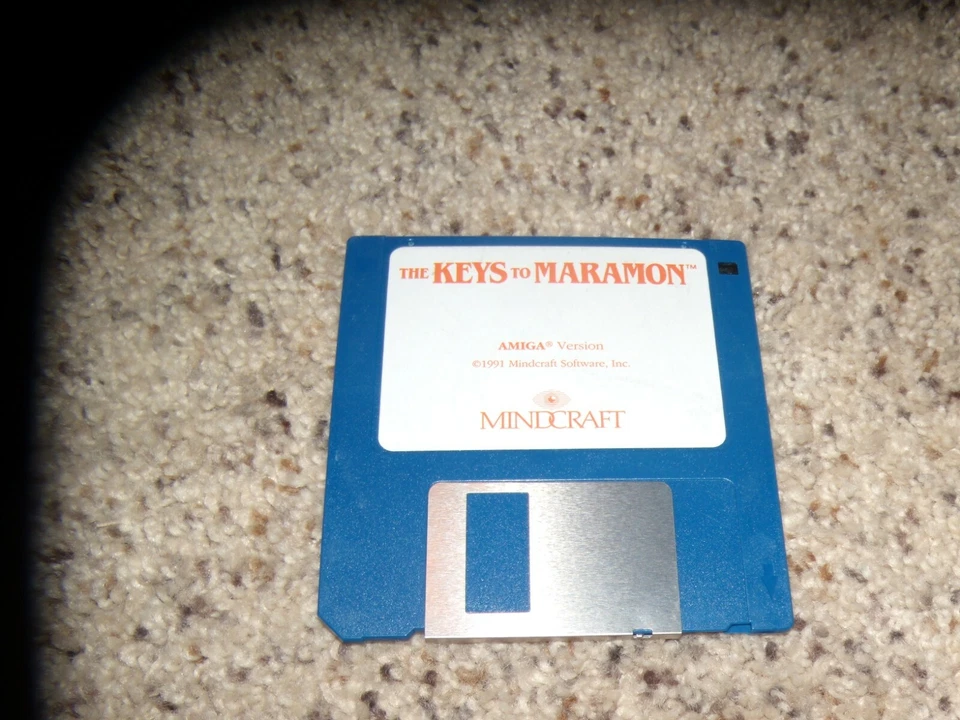 THE KEYS TO MARAMON™
AMIGA® Version
©1991 Mindcraft Software, Inc.
MINDCRAFT